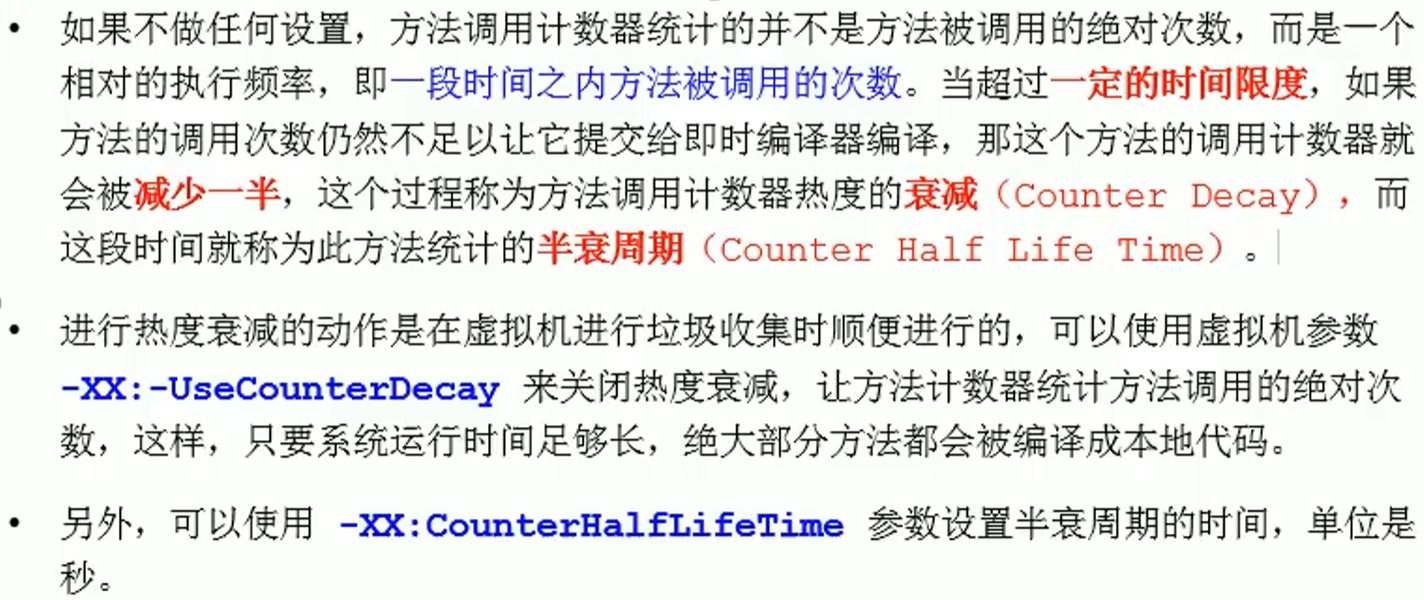 • 如果不做任何设置，方法调用计数器统计的并不是方法被调用的绝对次数，而是一个
相对的执行频率，即一段时间之内方法被调用的次数。当超过一定的时间限度，如果
方法的调用次数仍然不足以让它提交给即时编译器编译，那这个方法的调用计数器就
会被减少一半，这个过程称为方法调用计数器热度的衰减（Counter Decay），而
这段时间就称为此方法统计的半衰周期（Counter Half Life Time）。
• 进行热度衰减的动作是在虚拟机进行垃圾收集时顺便进行的，可以使用虚拟机参数
-XX:-UseCounterDecay 来关闭热度衰减，让方法计数器统计方法调用的绝对次
数，这样，只要系统运行时间足够长，绝大部分方法都会被编译成本地代码。
• 另外，可以使用 -XX:CounterHalfLifeTime 参数设置半衰周期的时间，单位是
秒。